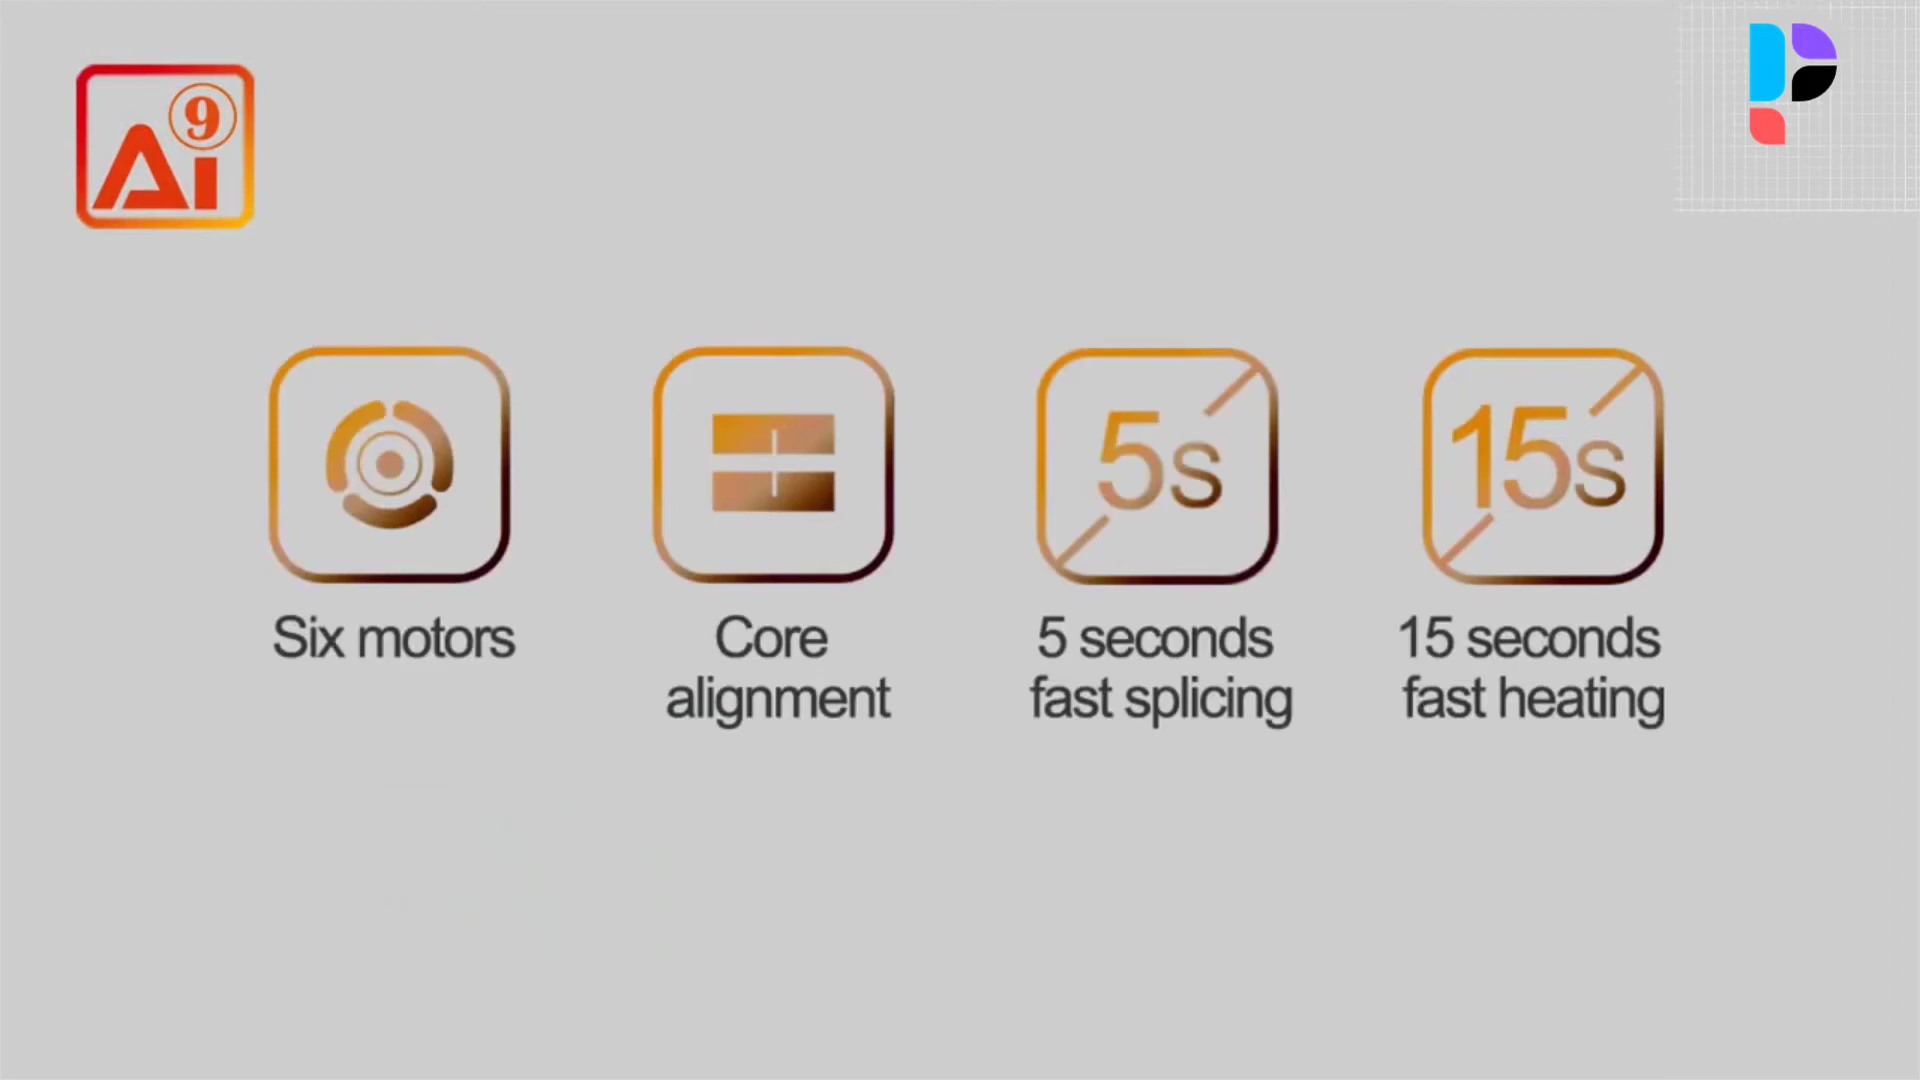 Ai 9
5s
15s
Six motors
Core
alignment
5 seconds
fast splicing
15 seconds
fast heating